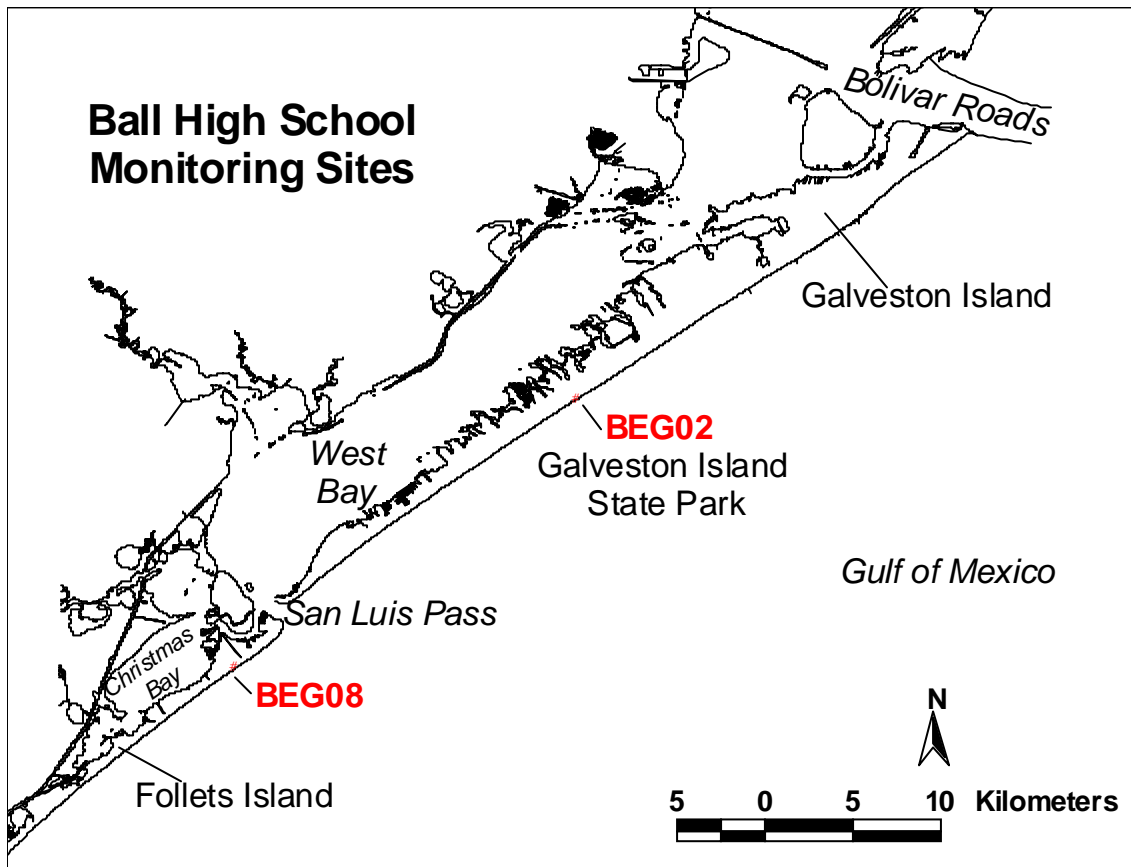 Ball High School
Monitoring Sites
Bolivar Roads
Galveston Island
BEG02
Galveston Island
State Park
West
Bay
Gulf of Mexico
San Luis Pass
Christmas
Bay
BEG08
Follets Island
N
5 0 5 10 Kilometers